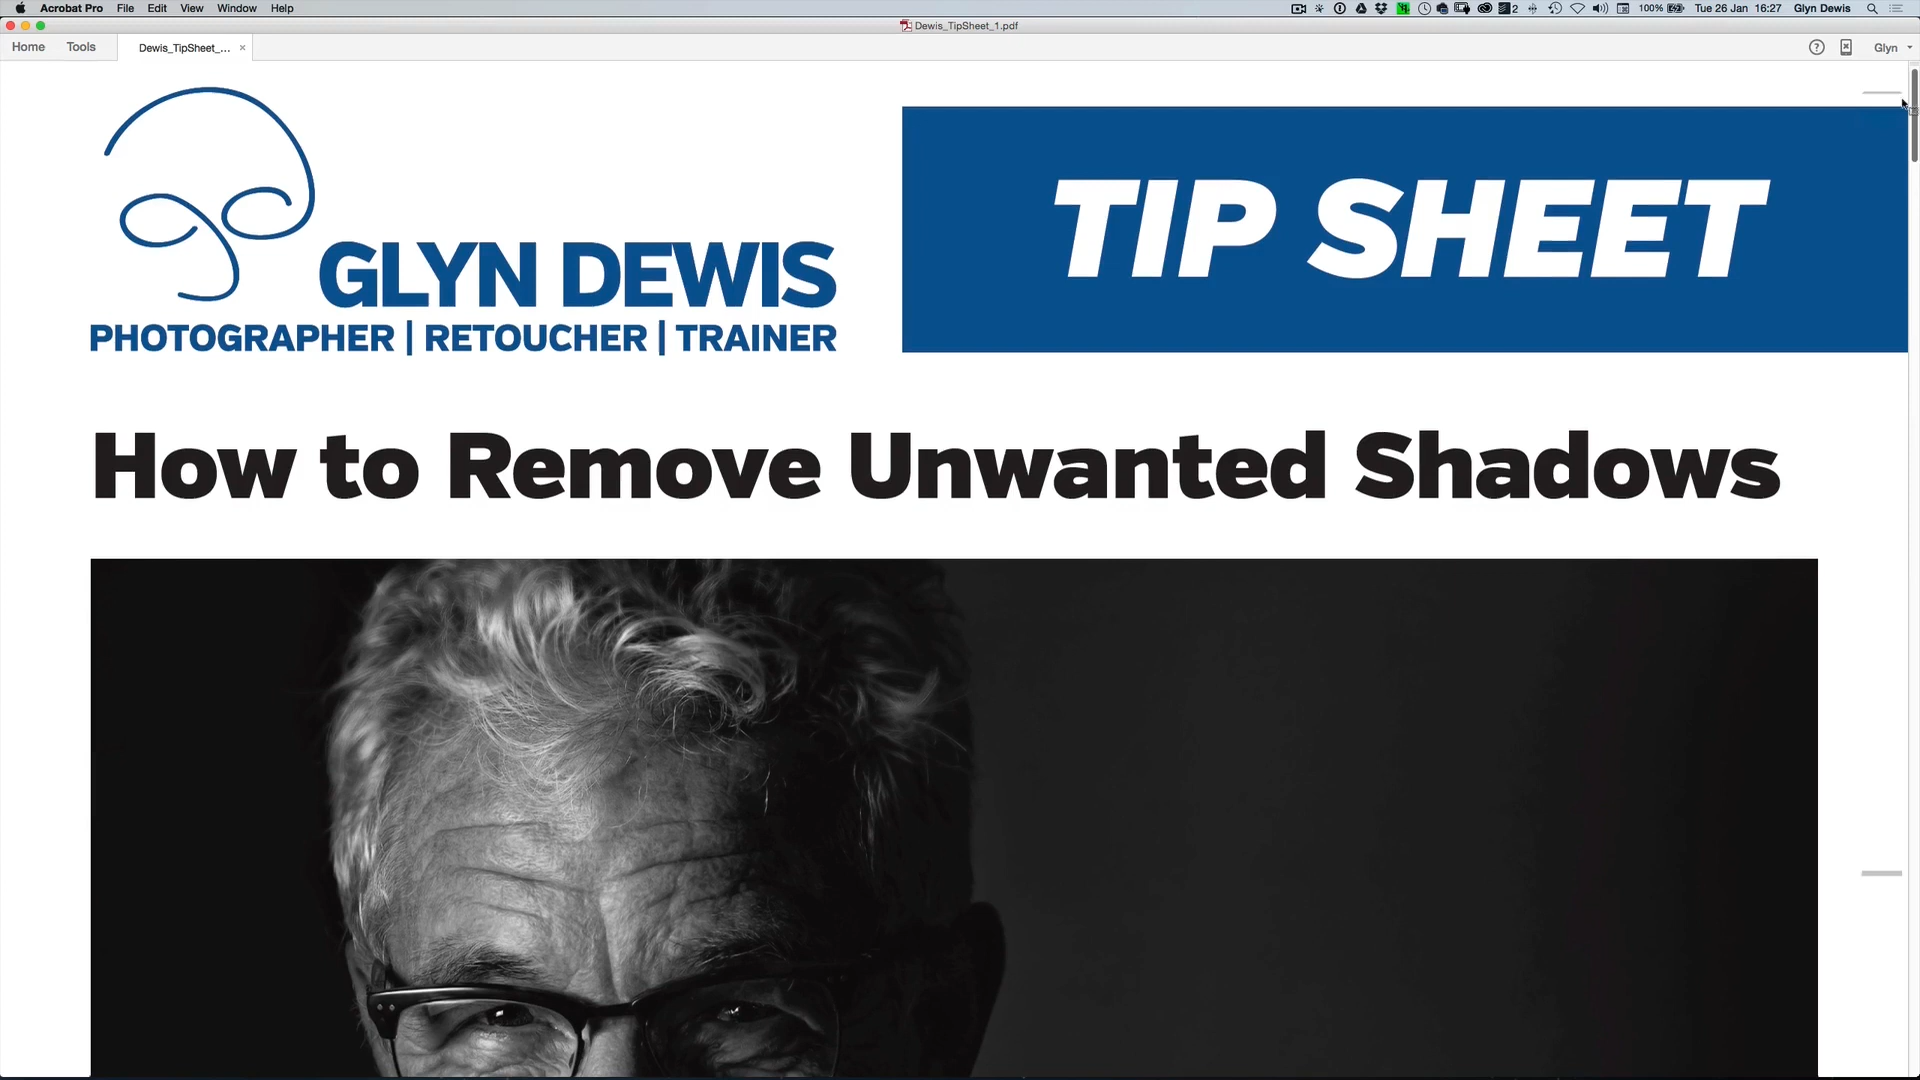 Acrobat Pro File Edit View Window Help
2 100% Tue 26 Jan 16:27 Glyn Dewis
Dewis_TipSheet_1.pdf
Home Tools Dewis_TipSheet_... × ? Glyn
GLYN DEWIS
PHOTOGRAPHER | RETOUCHER | TRAINER
TIP SHEET
How to Remove Unwanted Shadows